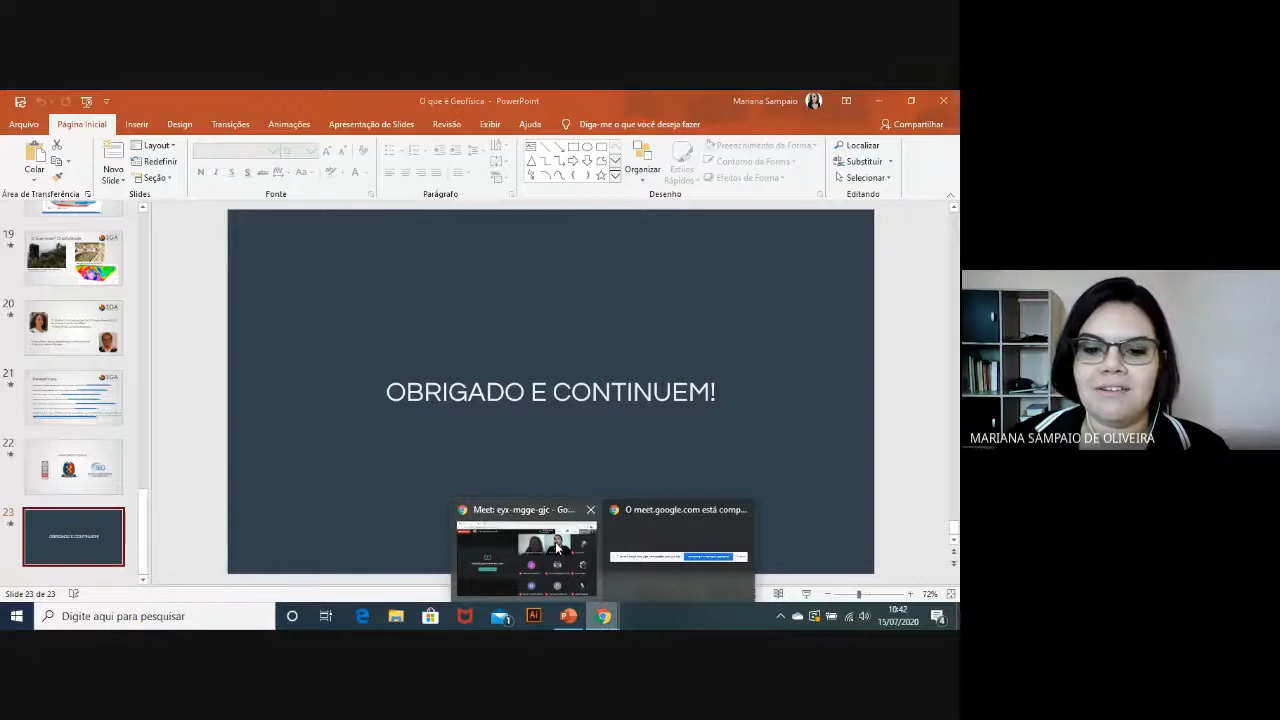 O que é Geofísica - PowerPoint
Mariana Sampaio
Arquivo
Página Inicial
Inserir
Design
Transições
Animações
Apresentação de Slides
Revisão
Exibir
Ajuda
Diga-me o que você deseja fazer
Compartilhar
Colar
Área de Transferência
Novo
Slide
Layout
Redefinir
Seção
Fonte
Parágrafo
Organizar
Estilos
Rápidos
Preenchimento da Forma
Contorno da Forma
Efeitos de Forma
Desenho
Localizar
Substituir
Selecionar
Editando
19
20
21
22
23
OBRIGADO E CONTINUEM!
OBRIGADO E CONTINUEM!
Meet: eyx-mgge-gjc - Go...
O meet.google.com está comp...
MARIANA SAMPAIO DE OLIVEIRA
Slide 23 de 23
72%
Digite aqui para pesquisar
10:42
15/07/2020